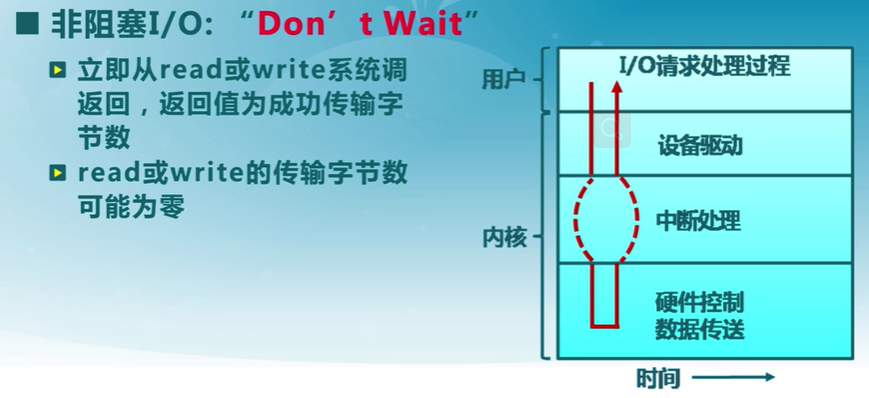 非阻塞I/O: “Don’t Wait”
立即从read或write系统调
返回，返回值为成功传输字
节数
read或write的传输字节数
可能为零
用户
I/O请求处理过程
设备驱动
内核
中断处理
硬件控制
数据传送
时间